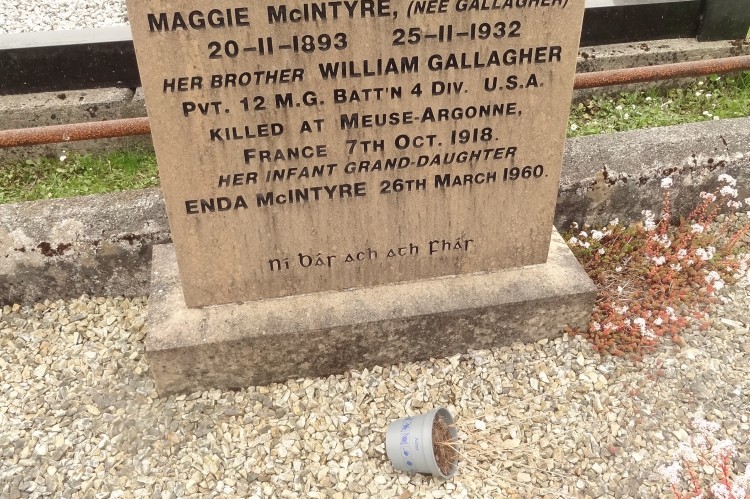 MAGGIE McINTYRE, (NEE GALLAGHER)
20-11-1893 25-11-1932
HER BROTHER WILLIAM GALLAGHER
PVT. 12 M.G. BATT'N 4 DIV. U.S.A.
KILLED AT MEUSE-ARGONNE,
FRANCE 7TH OCT. 1918.
HER INFANT GRAND-DAUGHTER
ENDA McINTYRE 26TH MARCH 1960.
ní bár ach ath fhár